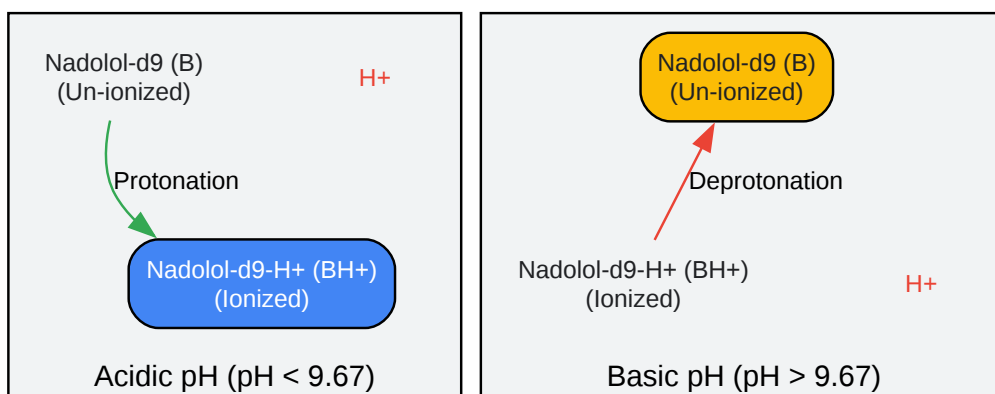 Nadolol-d9 (B)
(Un-ionized)
H+
Protonation
Nadolol-d9-H+ (BH+)
(Ionized)
Acidic pH (pH < 9.67)
Nadolol-d9 (B)
(Un-ionized)
Deprotonation
Nadolol-d9-H+ (BH+)
(Ionized)
H+
Basic pH (pH > 9.67)